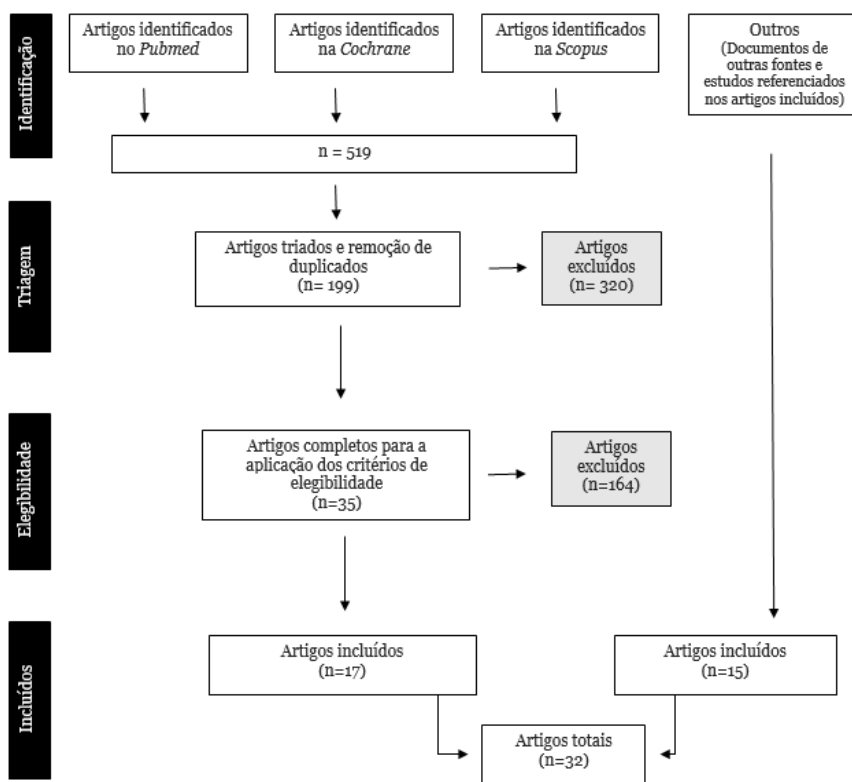 Identificação
Artigos identificados
no Pubmed
Artigos identificados
na Cochrane
Artigos identificados
na Scopus
Outros
(Documentos de
outras fontes e
estudos referenciados
nos artigos incluídos)
n = 519
Triagem
Artigos triados e remoção de
duplicados
(n= 199)
Artigos
excluídos
(n= 320)
Elegibilidade
Artigos completos para a
aplicação dos critérios de
elegibilidade
(n=35)
Artigos
excluídos
(n=164)
Incluídos
Artigos incluídos
(n=17)
Artigos incluídos
(n=15)
Artigos totais
(n=32)